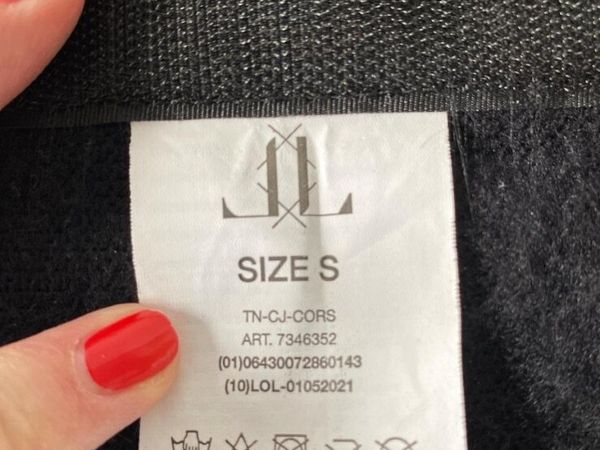 SIZE S
TN-CJ-CORS
ART. 7346352
(01)06430072860143
(10)LOL-01052021